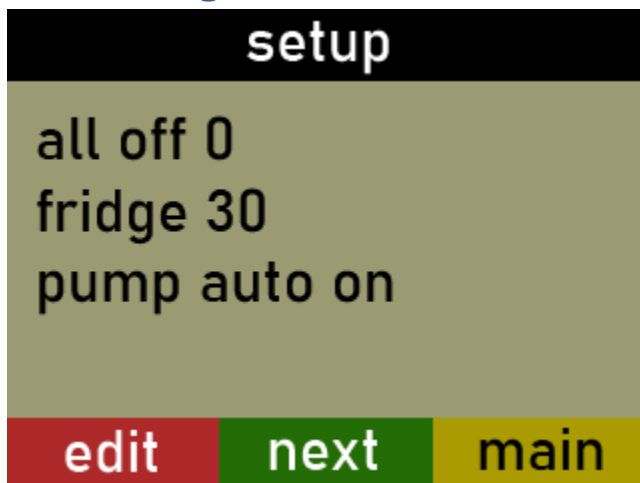 setup
all off 0
fridge 30
pump auto on
edit next main